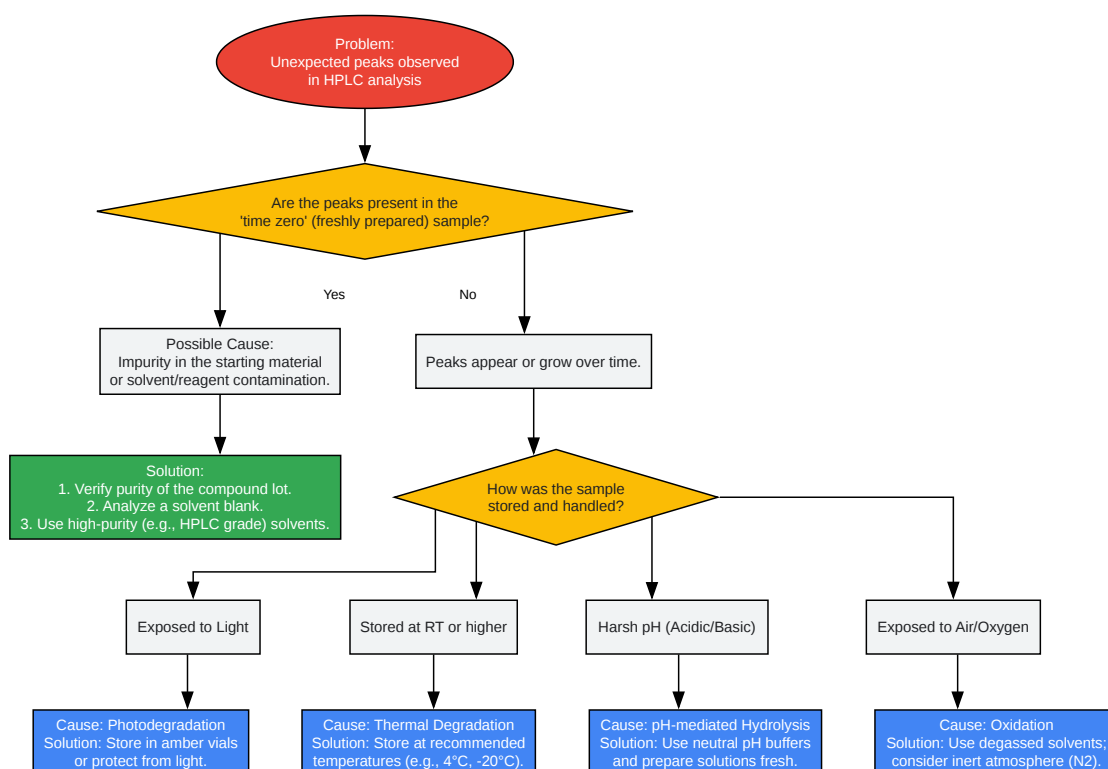 Problem:
Unexpected peaks observed
in HPLC analysis
Are the peaks present in the
'time zero' (freshly prepared) sample?
Yes
No
Possible Cause:
Impurity in the starting material
or solvent/reagent contamination.
Peaks appear or grow over time.
Solution:
1. Verify purity of the compound lot.
2. Analyze a solvent blank.
3. Use high-purity (e.g., HPLC grade) solvents.
How was the sample
stored and handled?
Exposed to Light
Stored at RT or higher
Harsh pH (Acidic/Basic)
Exposed to Air/Oxygen
Cause: Photodegradation
Solution: Store in amber vials
or protect from light.
Cause: Thermal Degradation
Solution: Store at recommended
temperatures (e.g., 4°C, -20°C).
Cause: pH-mediated Hydrolysis
Solution: Use neutral pH buffers
and prepare solutions fresh.
Cause: Oxidation
Solution: Use degassed solvents;
consider inert atmosphere (N2).